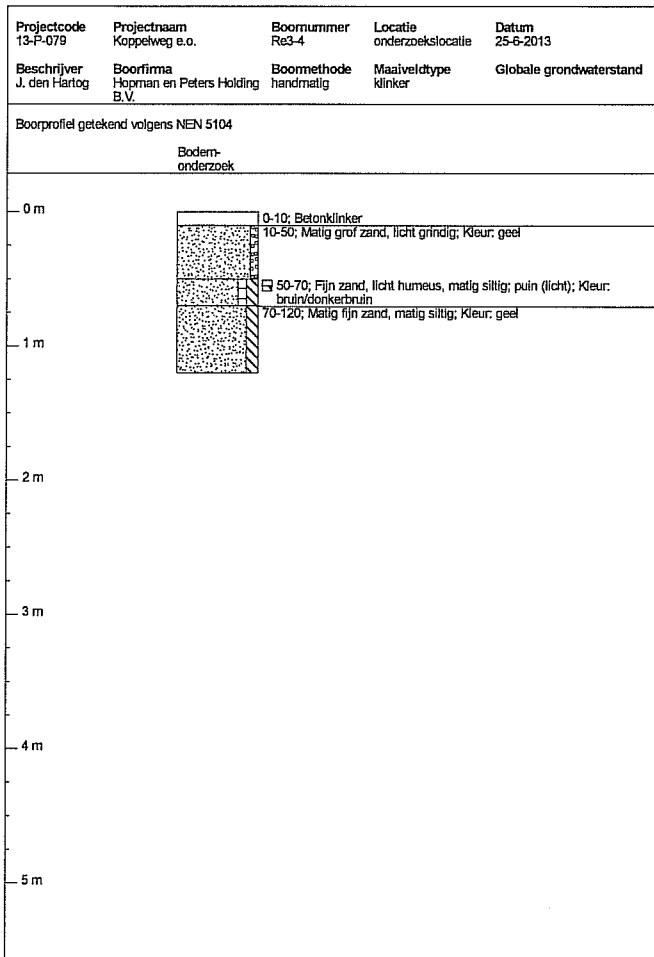 Projectcode Projectnaam Boornummer Locatie Datum
13-P-079 Koppelweg e.o. Re3-4 onderzoekslocatie 25-6-2013
Beschrijver Boorfirma Boormethode Maaiveldtype Globale grondwaterstand
J. den Hartog Hopman en Peters Holding B.V. handmatig klinker
Boorprofiel getekend volgens NEN 5104
Bodem-
onderzoek
0 m
0-10; Betonklinker
10-50; Matig grof zand, licht grindig; Kleur: geel
50-70; Fijn zand, licht humeus, matig siltig; puin (licht); Kleur:
bruin/donkerbruin
70-120; Matig fijn zand, matig siltig; Kleur: geel
1 m
2 m
3 m
4 m
5 m